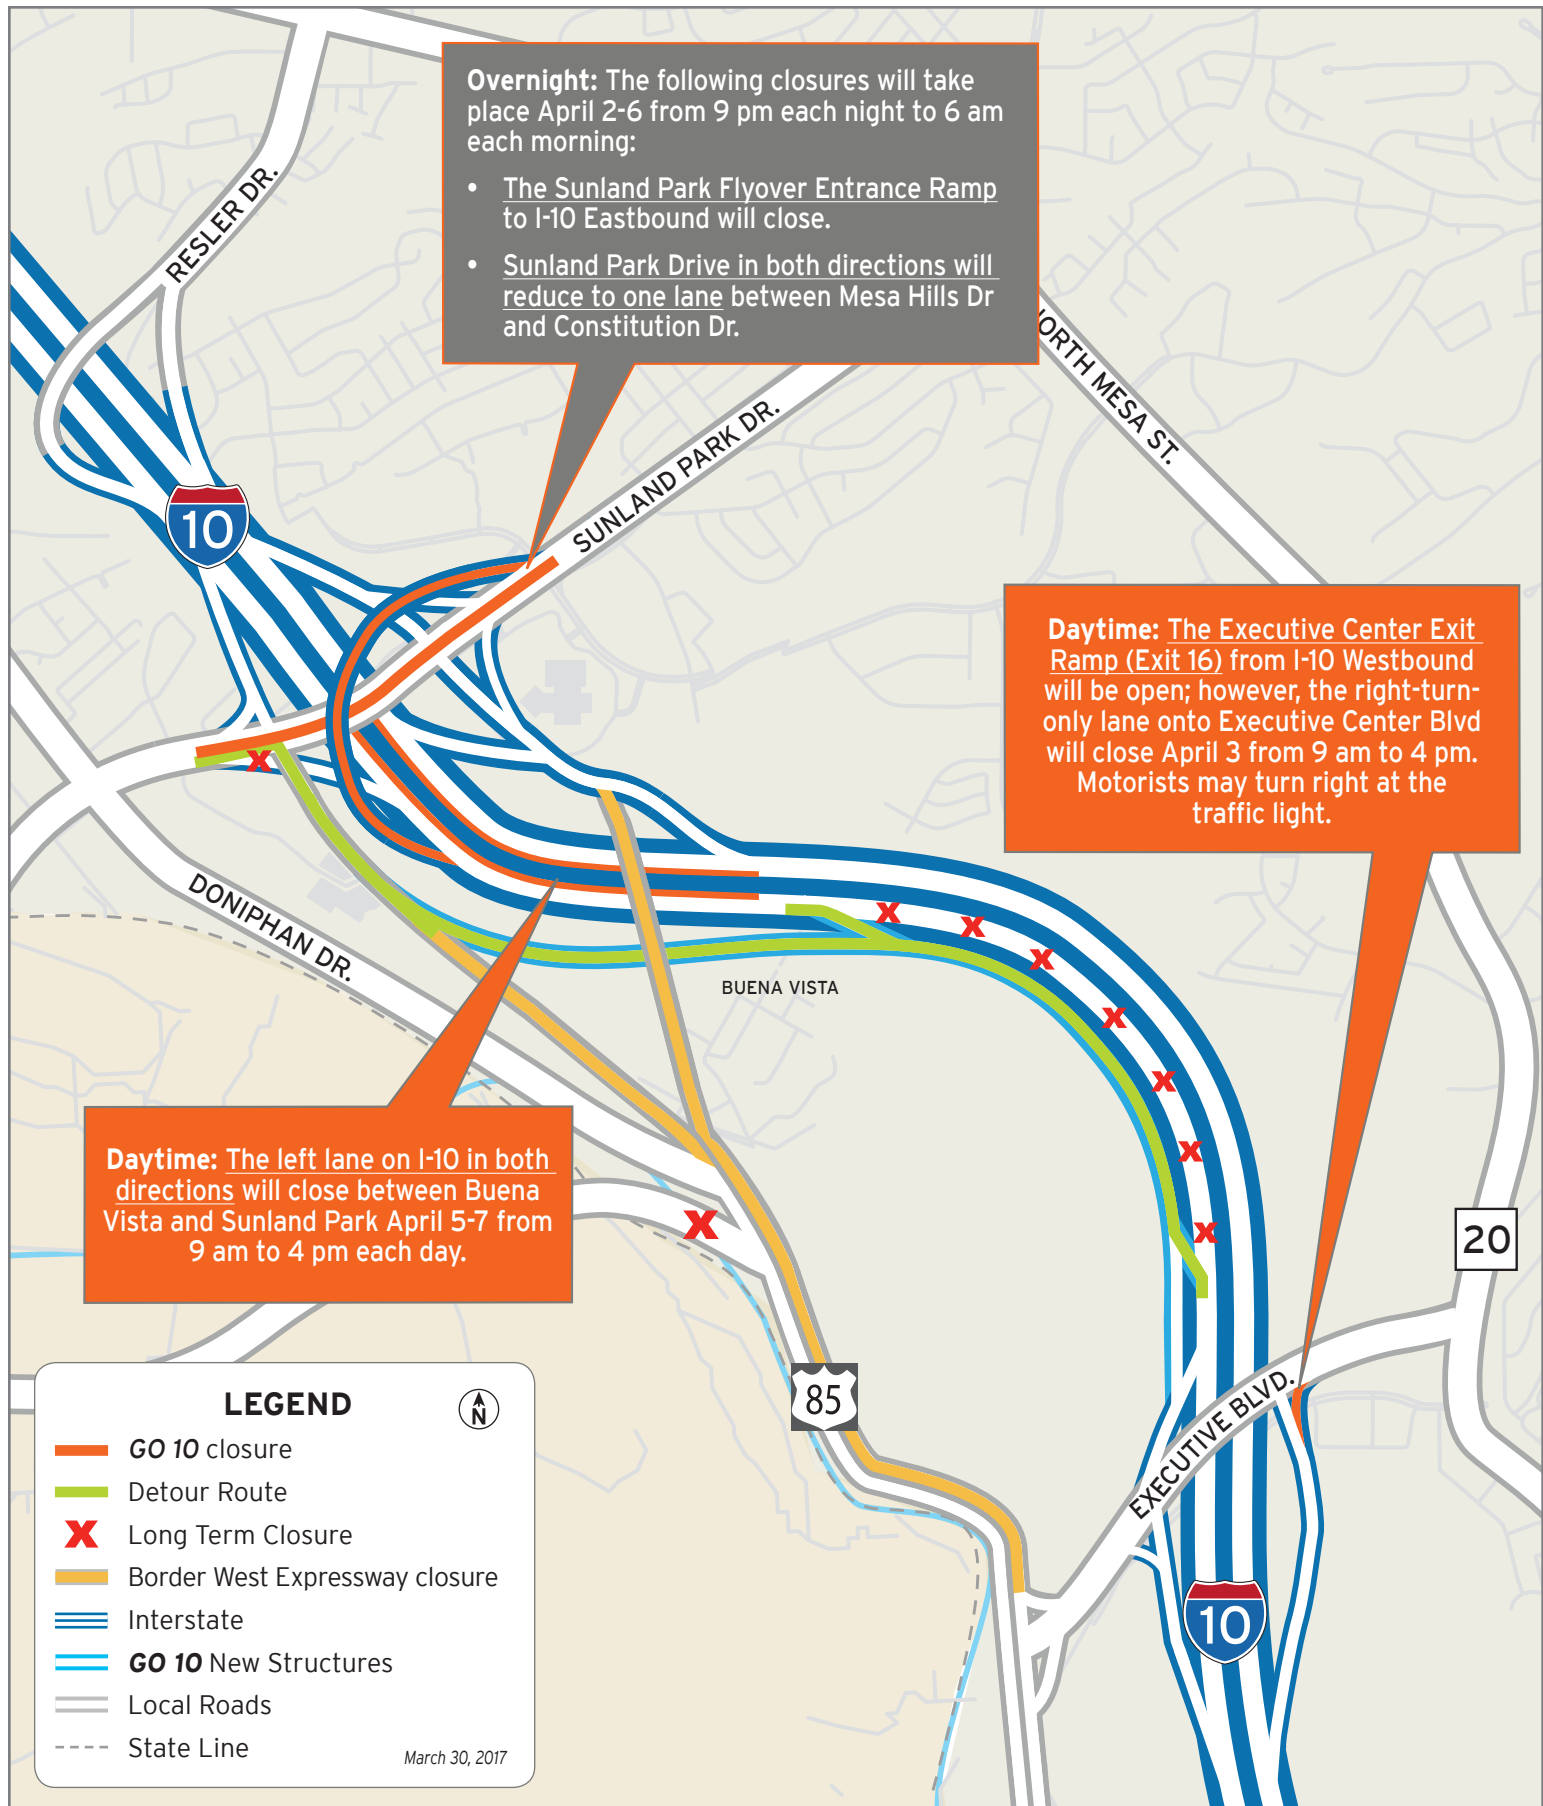 Overnight: The following closures will take
place April 2-6 from 9 pm each night to 6 am
each morning:
• The Sunland Park Flyover Entrance Ramp
to I-10 Eastbound will close.
• Sunland Park Drive in both directions will
reduce to one lane between Mesa Hills Dr
and Constitution Dr.
RESLER DR.
ORTH MESA ST.
SUNLAND PARK DR.
10
Daytime: The Executive Center Exit
Ramp (Exit 16) from I-10 Westbound
will be open; however, the right-turn-
only lane onto Executive Center Blvd
will close April 3 from 9 am to 4 pm.
Motorists may turn right at the
traffic light.
DONIPHAN DR.
BUENA VISTA
Daytime: The left lane on I-10 in both
directions will close between Buena
Vista and Sunland Park April 5-7 from
9 am to 4 pm each day.
20
85
EXECUTIVE BLVD.
10
LEGEND
N
GO 10 closure
Detour Route
X Long Term Closure
Border West Expressway closure
Interstate
GO 10 New Structures
Local Roads
State Line
March 30, 2017